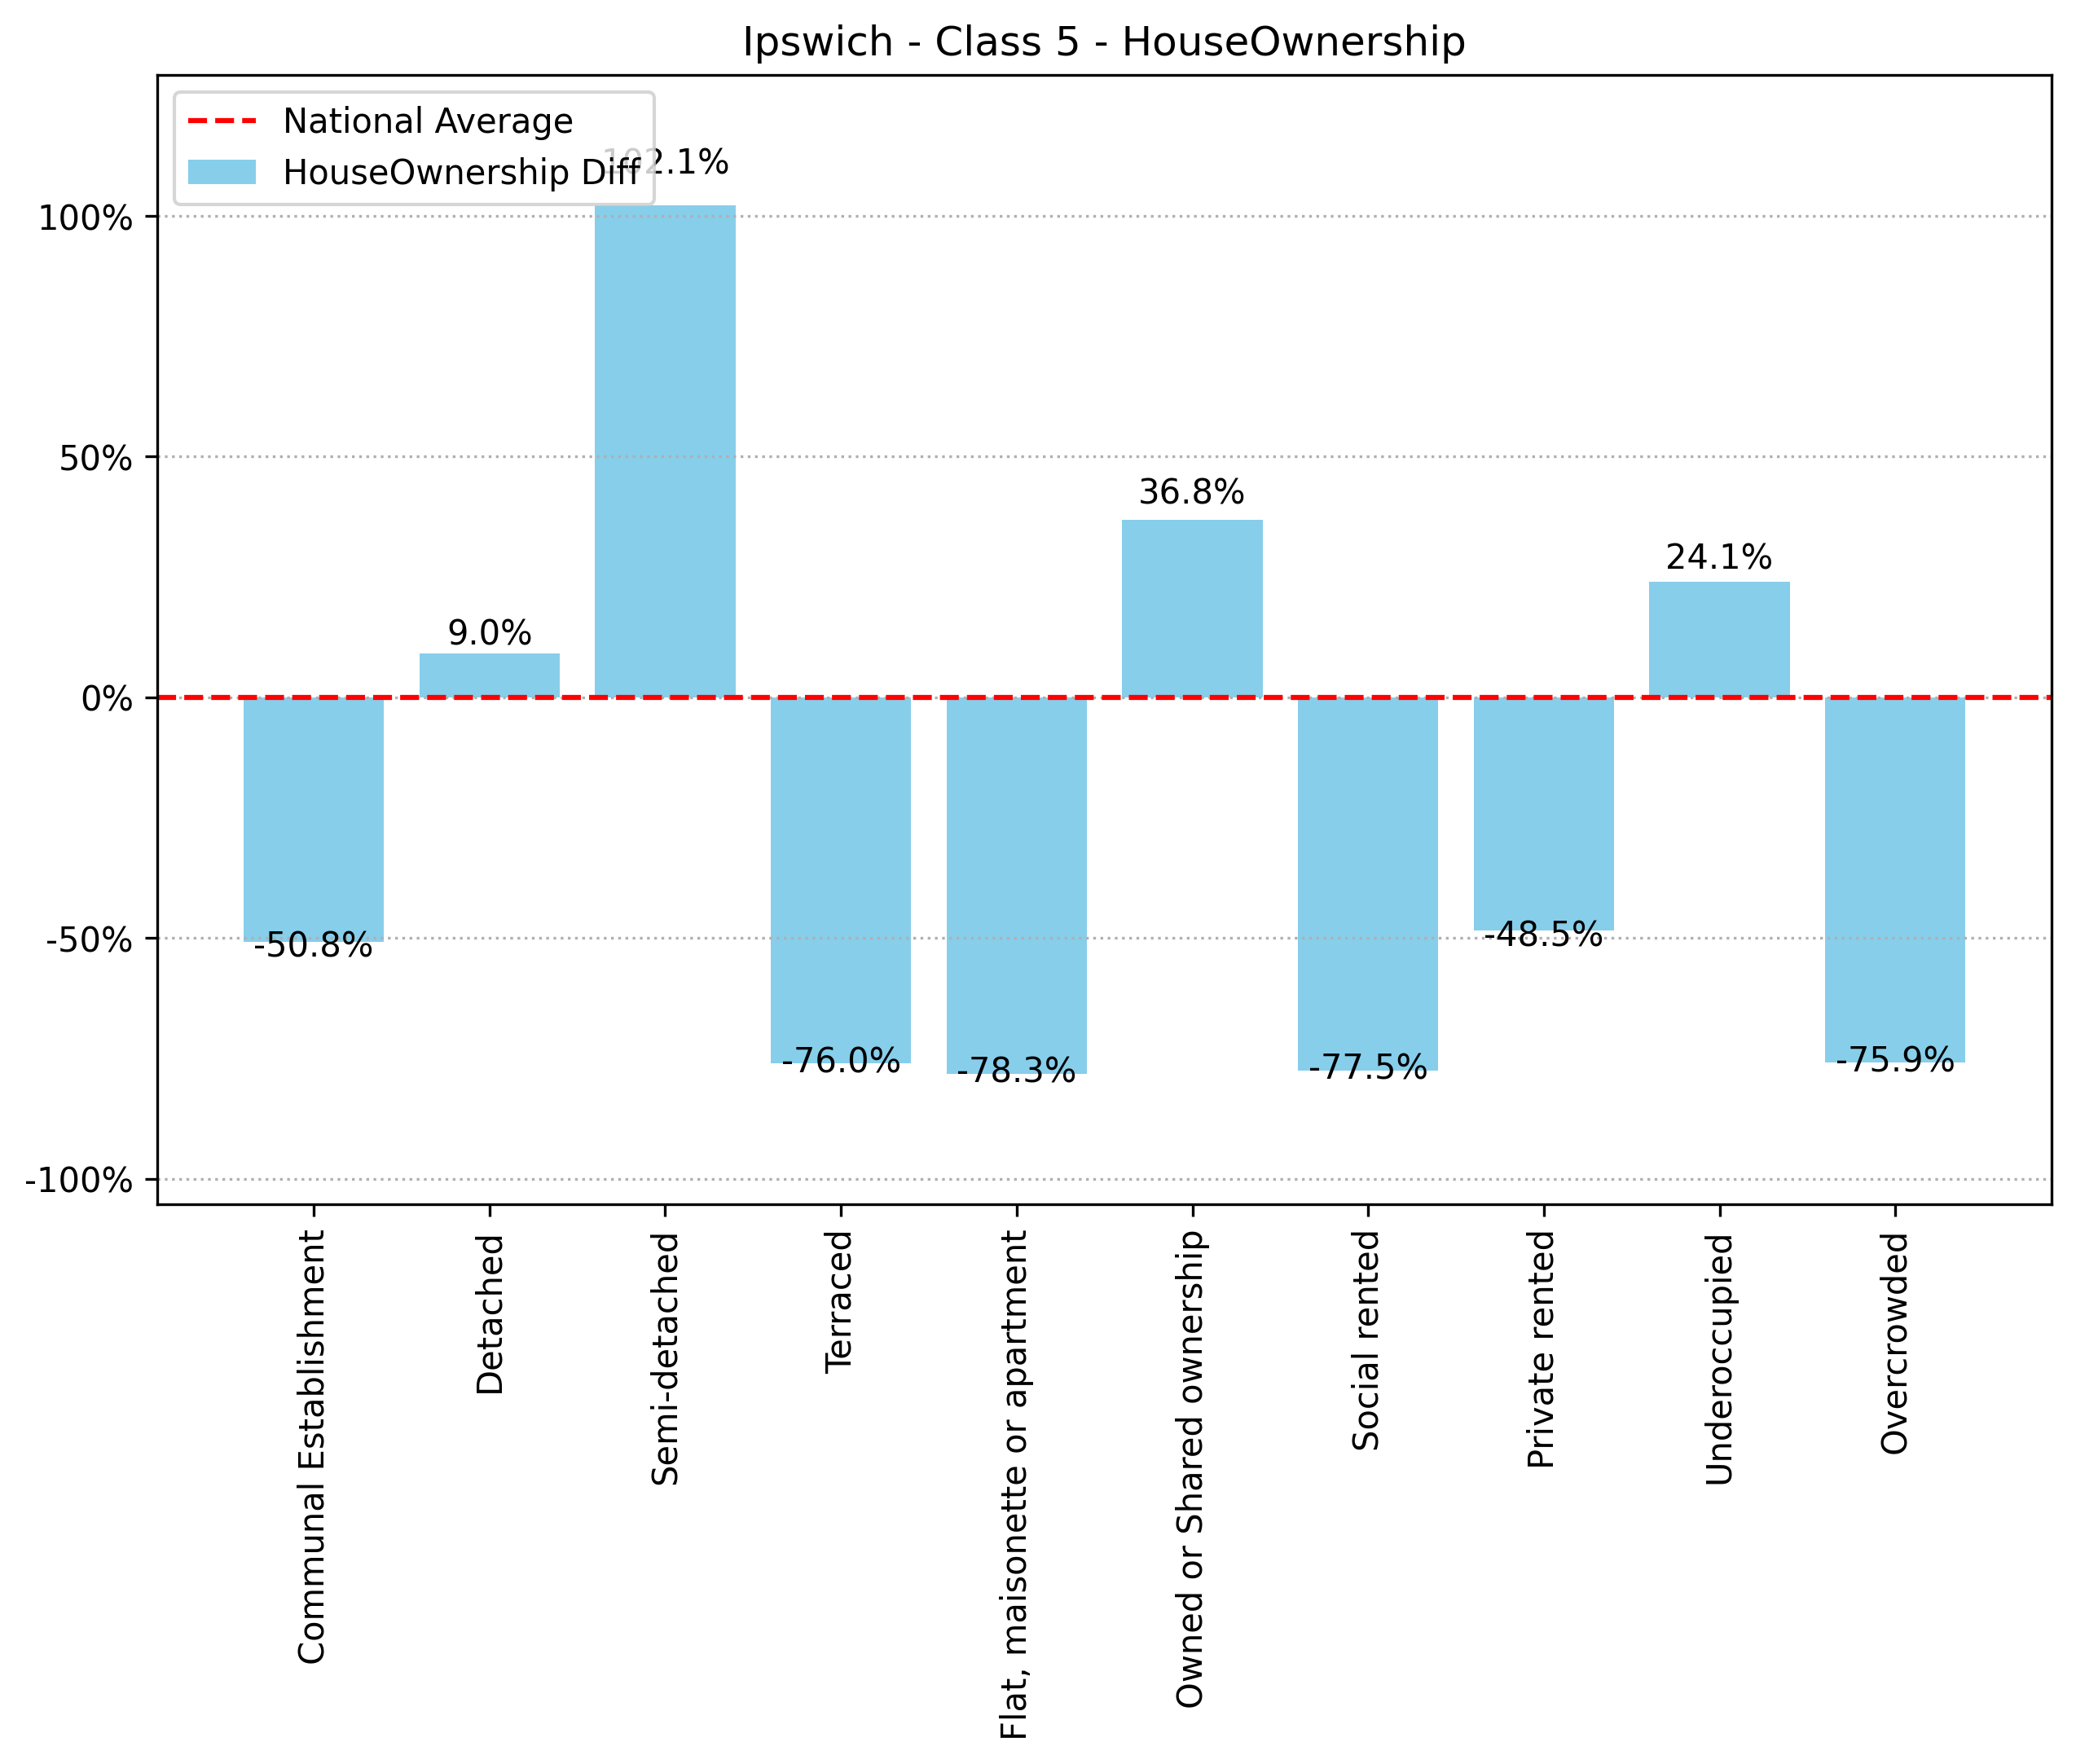 Ipswich - Class 5 - HouseOwnership
National Average
HouseOwnership Diff
102.1%
100%
50%
0%
-50%
-100%
-50.8%
9.0%
-76.0%
-78.3%
36.8%
-77.5%
-48.5%
24.1%
-75.9%
Communal Establishment
Detached
Semi-detached
Terraced
Flat, maisonette or apartment
Owned or Shared ownership
Social rented
Private rented
Underoccupied
Overcrowded